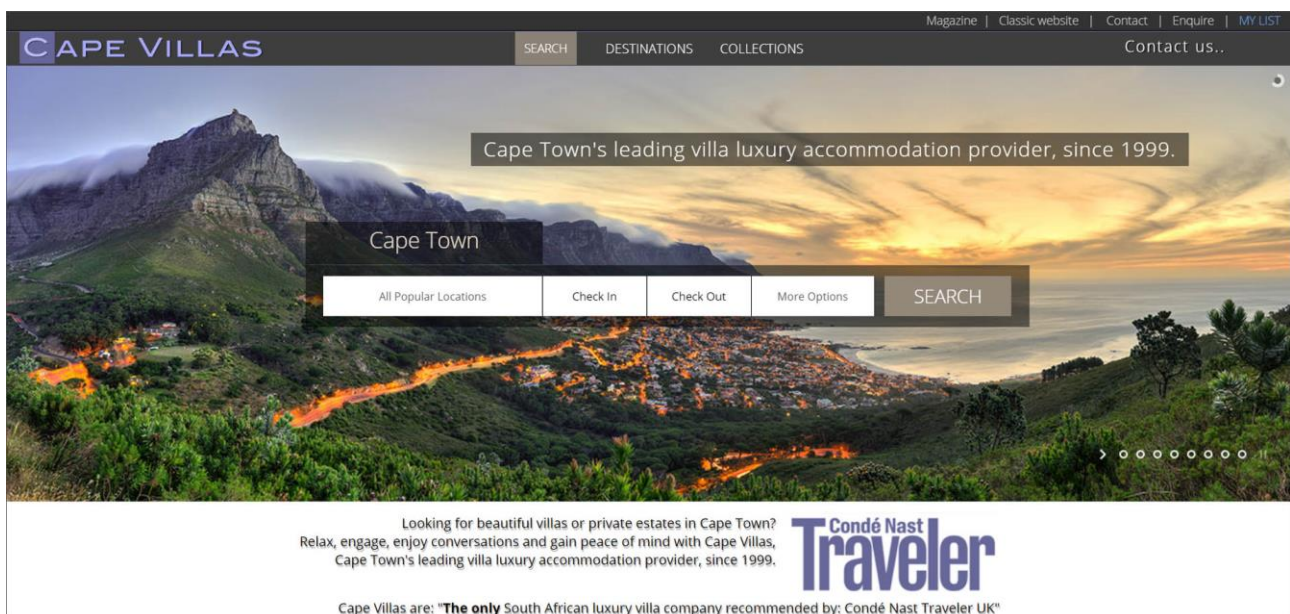 Magazine | Classic website | Contact | Enquire | MY LIST
CAPE VILLAS
SEARCH DESTINATIONS COLLECTIONS
Contact us..
Cape Town's leading villa luxury accommodation provider, since 1999.
Cape Town
All Popular Locations Check In Check Out More Options SEARCH
Looking for beautiful villas or private estates in Cape Town?
Relax, engage, enjoy conversations and gain peace of mind with Cape Villas,
Cape Town's leading villa luxury accommodation provider, since 1999.
Condé Nast
Traveler
Cape Villas are: "The only South African luxury villa company recommended by: Condé Nast Traveler UK"